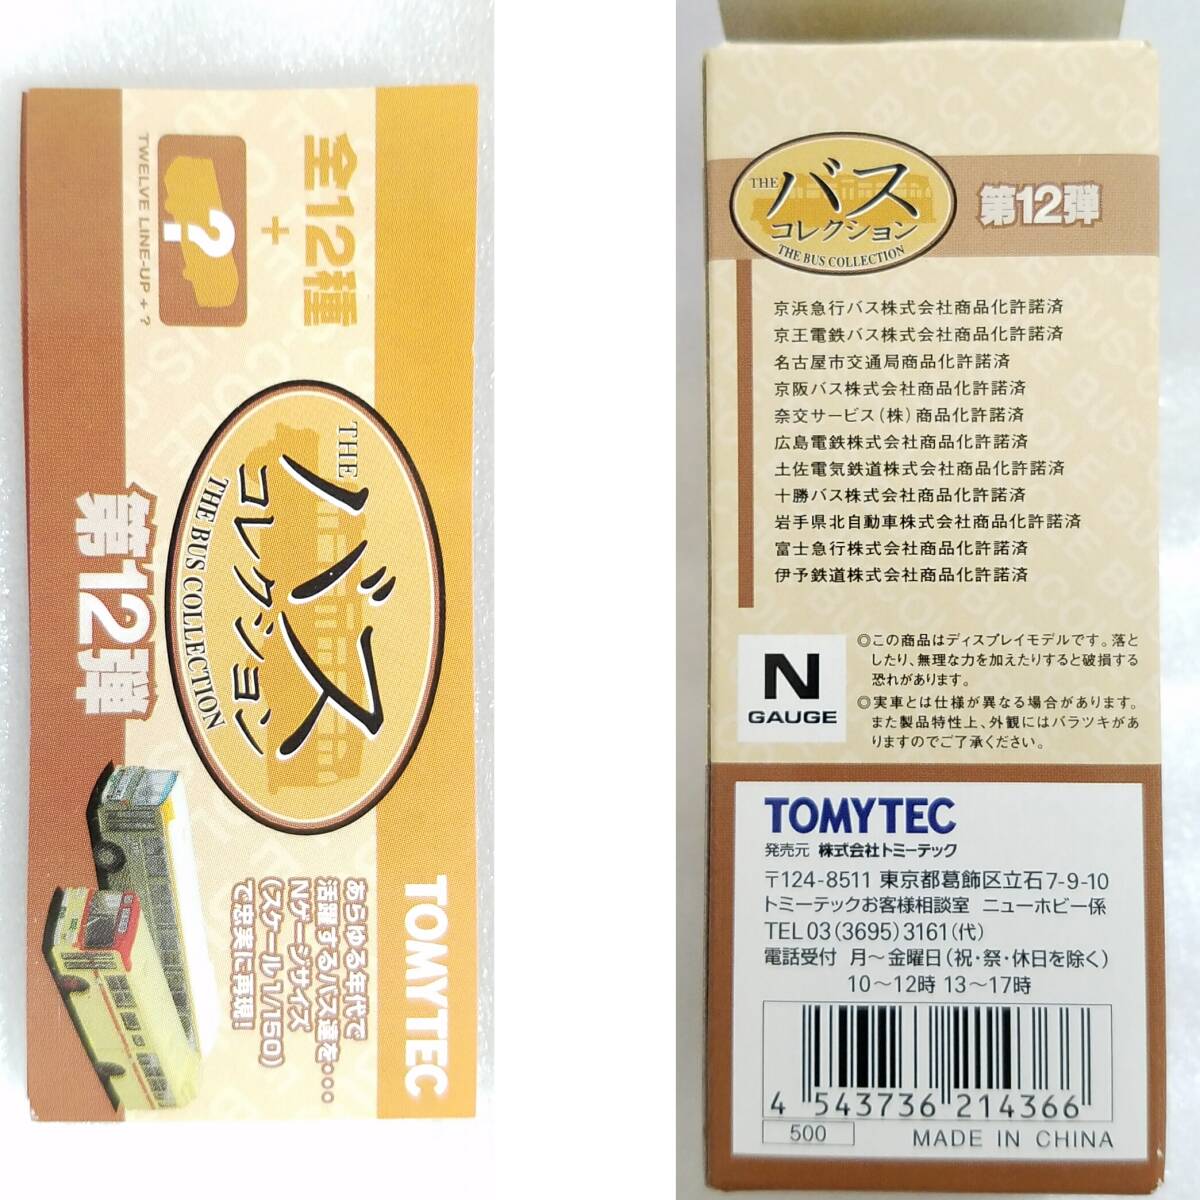 全12種
+
?
TWELVE LINE-UP + ?
THE
バス
コレクション
THE BUS COLLECTION
第12弾
TOMYTEC
あらゆる年代で
活躍するバス達を・・・
Nゲージサイズ
(スケール1/150)
で忠実に再現!
THE
バス
コレクション
THE BUS COLLECTION
第12弾
京浜急行バス株式会社商品化許諾済
京王電鉄バス株式会社商品化許諾済
名古屋市交通局商品化許諾済
京阪バス株式会社商品化許諾済
奈交サービス(株)商品化許諾済
広島電鉄株式会社商品化許諾済
土佐電気鉄道株式会社商品化許諾済
十勝バス株式会社商品化許諾済
岩手県北自動車株式会社商品化許諾済
富士急行株式会社商品化許諾済
伊予鉄道株式会社商品化許諾済
N
GAUGE
◎この商品はディスプレイモデルです。落と
したり、無理な力を加えたりすると破損する
恐れがあります。
◎実車とは仕様が異なる場合があります。
また製品特性上、外観にはバラツキがあ
りますのでご了承ください。
TOMYTEC
発売元 株式会社トミーテック
〒124-8511 東京都葛飾区立石7-9-10
トミーテックお客様相談室 ニューホビー係
TEL 03(3695)3161(代)
電話受付 月～金曜日(祝・祭・休日を除く)
10～12時 13～17時
4 543736 214366
500
MADE IN CHINA